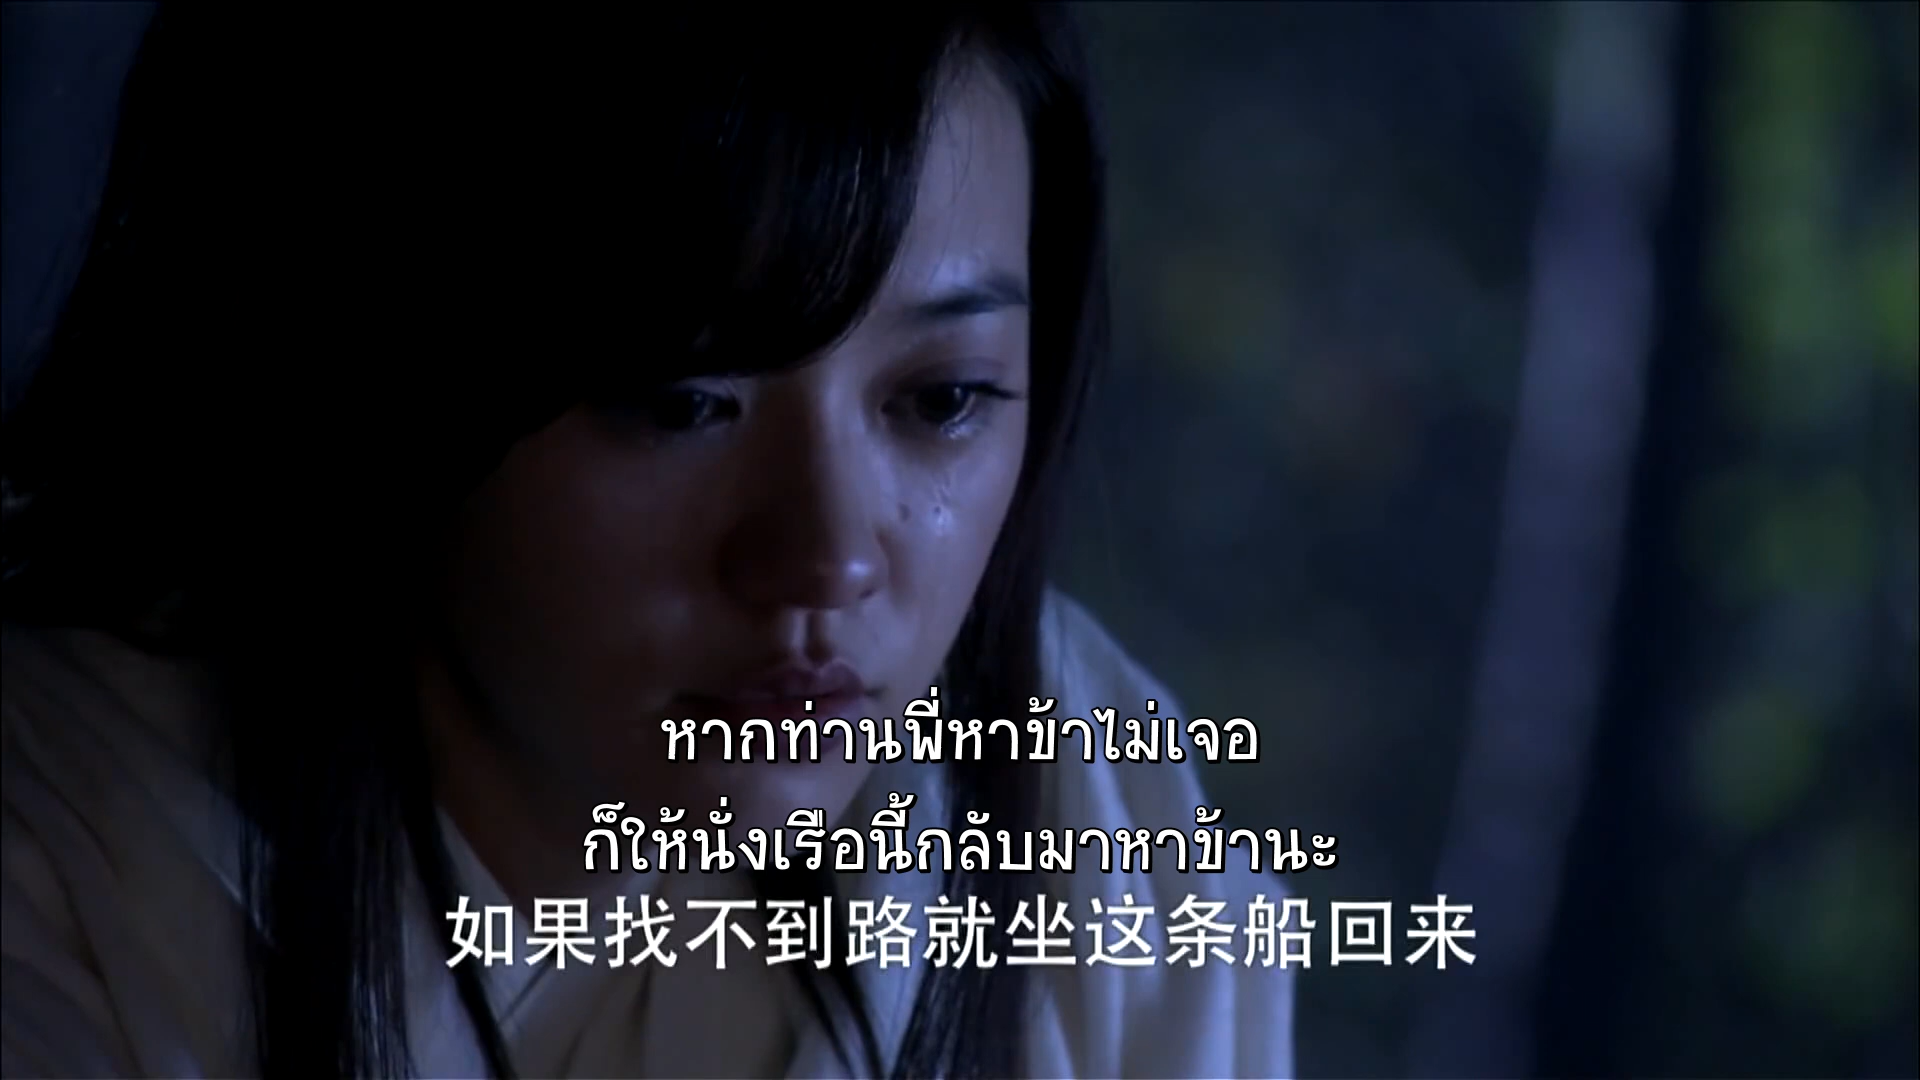 หากท่านพี่หาข้าไม่เจอ
ก็ให้นั่งเรือนี้กลับมาหาข้านะ
如果找不到路就坐这条船回来